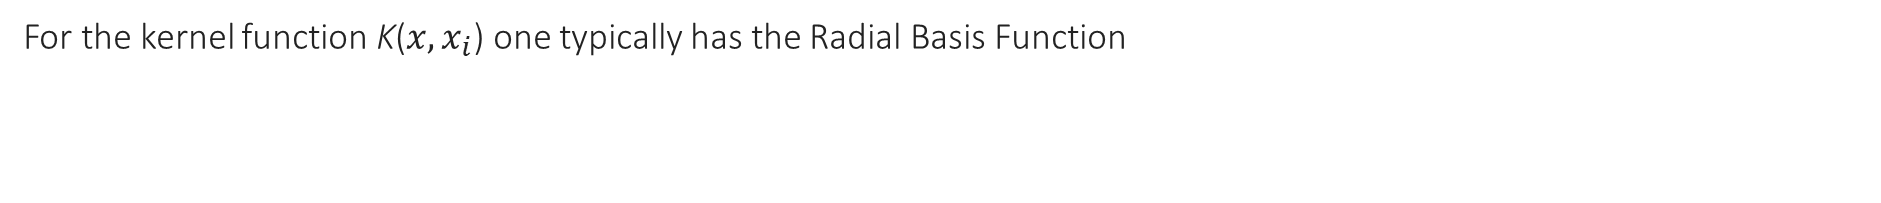 For the kernel function K(x, xᵢ) one typically has the Radial Basis Function